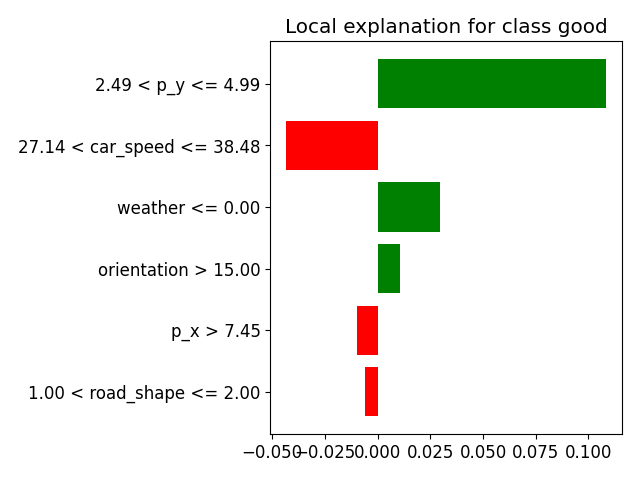 Local explanation for class good
2.49 < p_y <= 4.99
27.14 < car_speed <= 38.48
weather <= 0.00
orientation > 15.00
p_x > 7.45
1.00 < road_shape <= 2.00
−0.050 −0.025 0.000 0.025 0.050 0.075 0.100